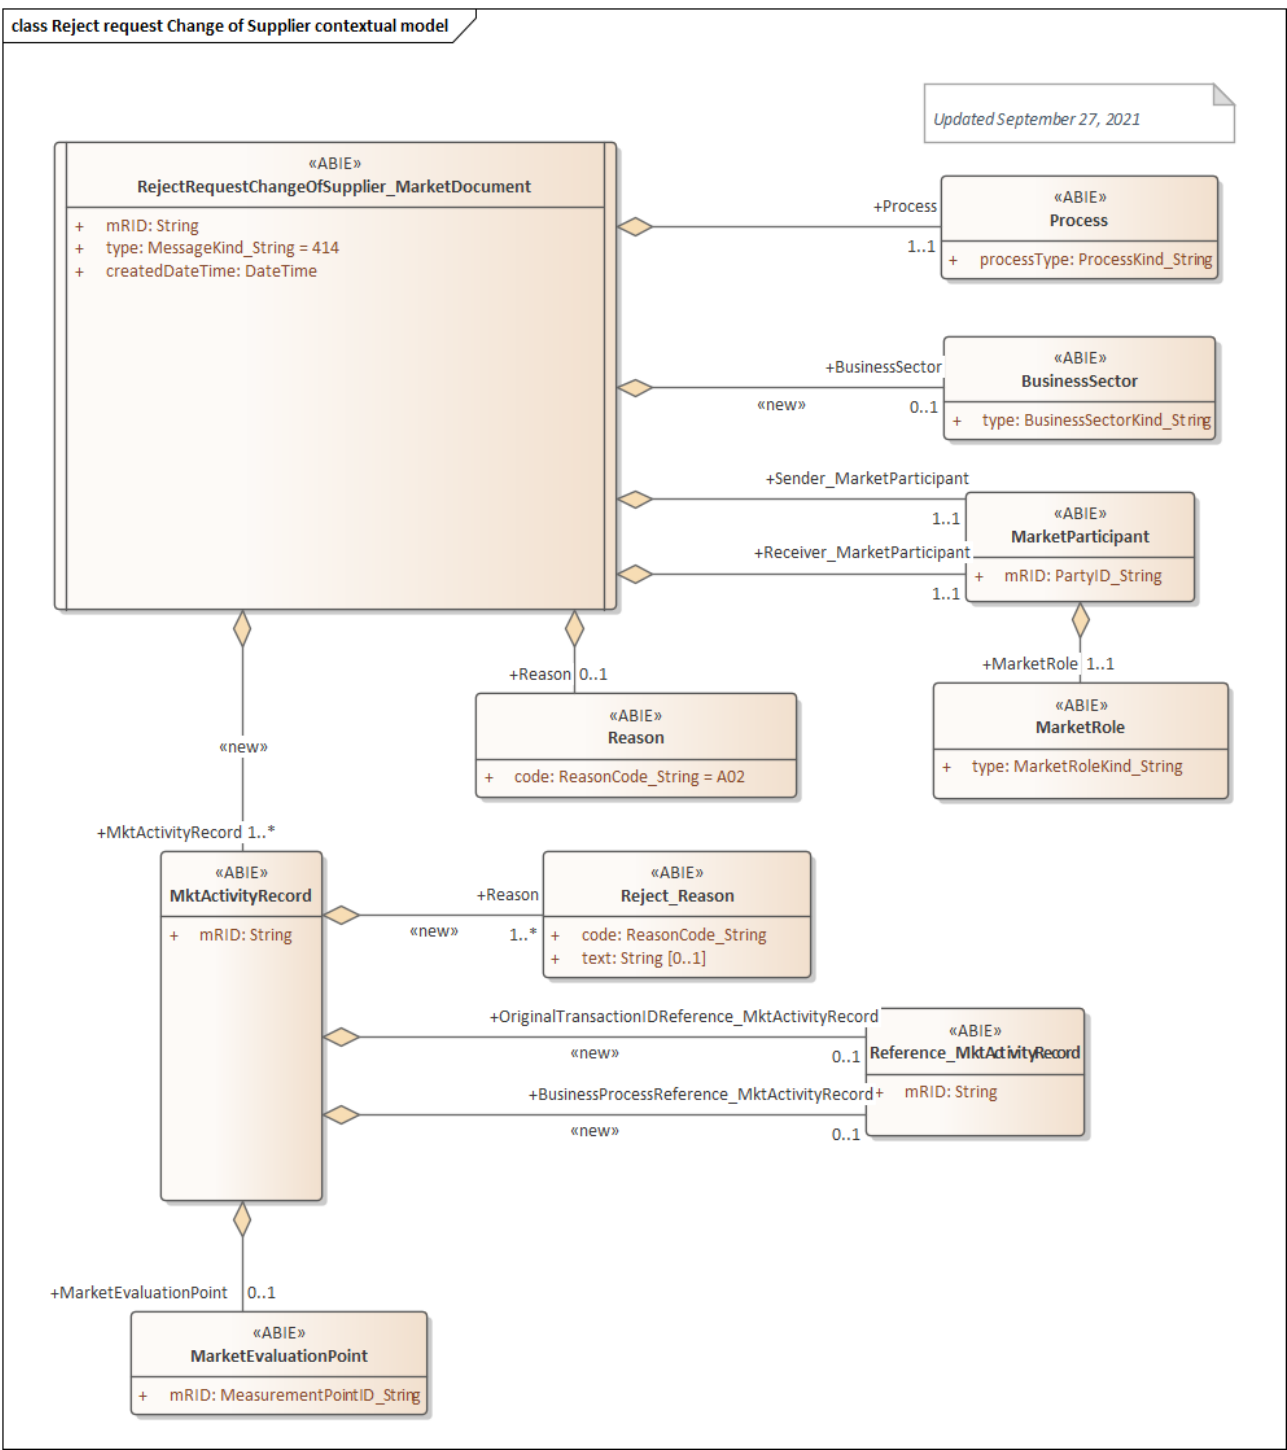 class Reject request Change of Supplier contextual model
Updated September 27, 2021
«ABIE»
RejectRequestChangeOfSupplier_MarketDocument
+ mRID: String
+ type: MessageKind_String = 414
+ createdDateTime: DateTime
+Process
1..1
«ABIE»
Process
+ processType: ProcessKind_String
+BusinessSector
«new»
0..1
«ABIE»
BusinessSector
+ type: BusinessSectorKind_String
+Sender_MarketParticipant
1..1
+Receiver_MarketParticipant
1..1
«ABIE»
MarketParticipant
+ mRID: PartyID_String
+MarketRole 1..1
«ABIE»
MarketRole
+ type: MarketRoleKind_String
+Reason 0..1
«ABIE»
Reason
+ code: ReasonCode_String = A02
«new»
+MktActivityRecord 1..*
«ABIE»
MktActivityRecord
+ mRID: String
+Reason
«new»
1..*
«ABIE»
Reject_Reason
+ code: ReasonCode_String
+ text: String [0..1]
+OriginalTransactionIDReference_MktActivityRecord
«new»
0..1
+BusinessProcessReference_MktActivityRecord
«new»
0..1
«ABIE»
Reference_MktActivityRecord
+ mRID: String
+MarketEvaluationPoint 0..1
«ABIE»
MarketEvaluationPoint
+ mRID: MeasurementPointID_String